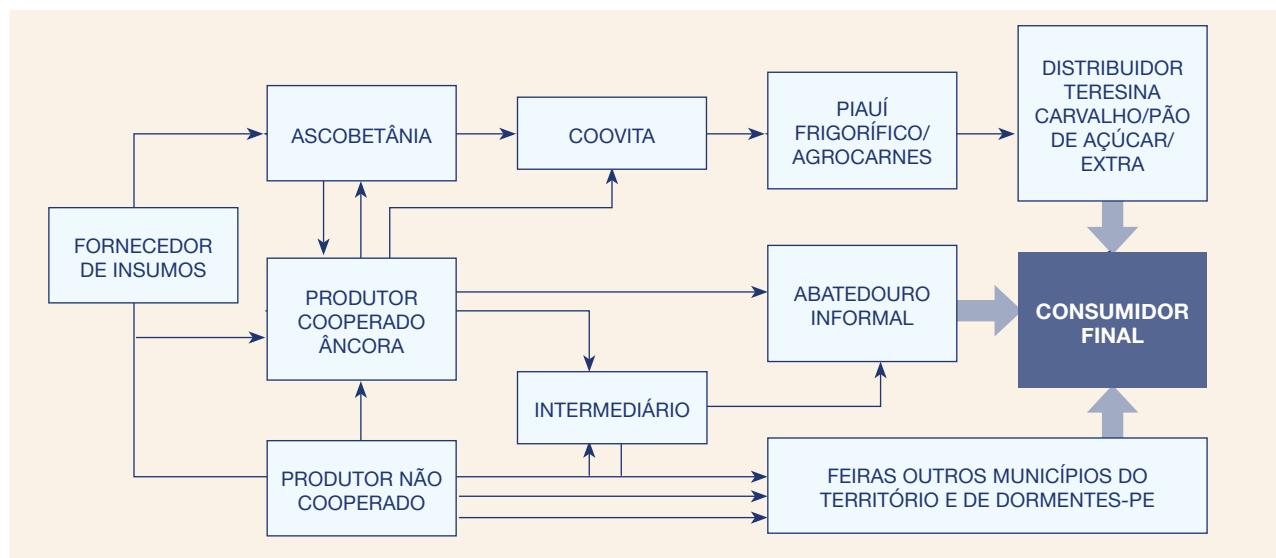 FORNECEDOR
DE INSUMOS
ASCOBETÂNIA
COOVITA
PIAUÍ
FRIGORÍFICO/
AGROCARNES
DISTRIBUIDOR
TERESINA
CARVALHO/PÃO
DE AÇÚCAR/
EXTRA
PRODUTOR
COOPERADO
ÂNCORA
ABATEDOURO
INFORMAL
CONSUMIDOR
FINAL
INTERMEDIÁRIO
PRODUTOR NÃO
COOPERADO
FEIRAS OUTROS MUNICÍPIOS DO
TERRITÓRIO E DE DORMENTES-PE